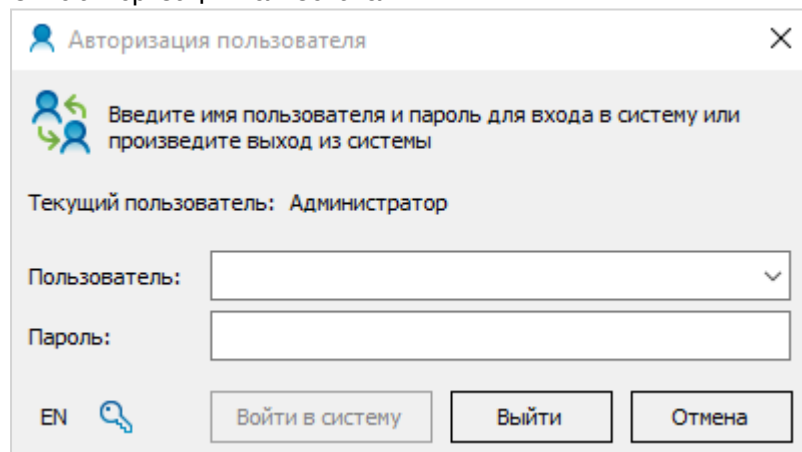 Авторизация пользователя
Введите имя пользователя и пароль для входа в систему или
произведите выход из системы
Текущий пользователь: Администратор
Пользователь:
Пароль:
EN Войти в систему Выйти Отмена